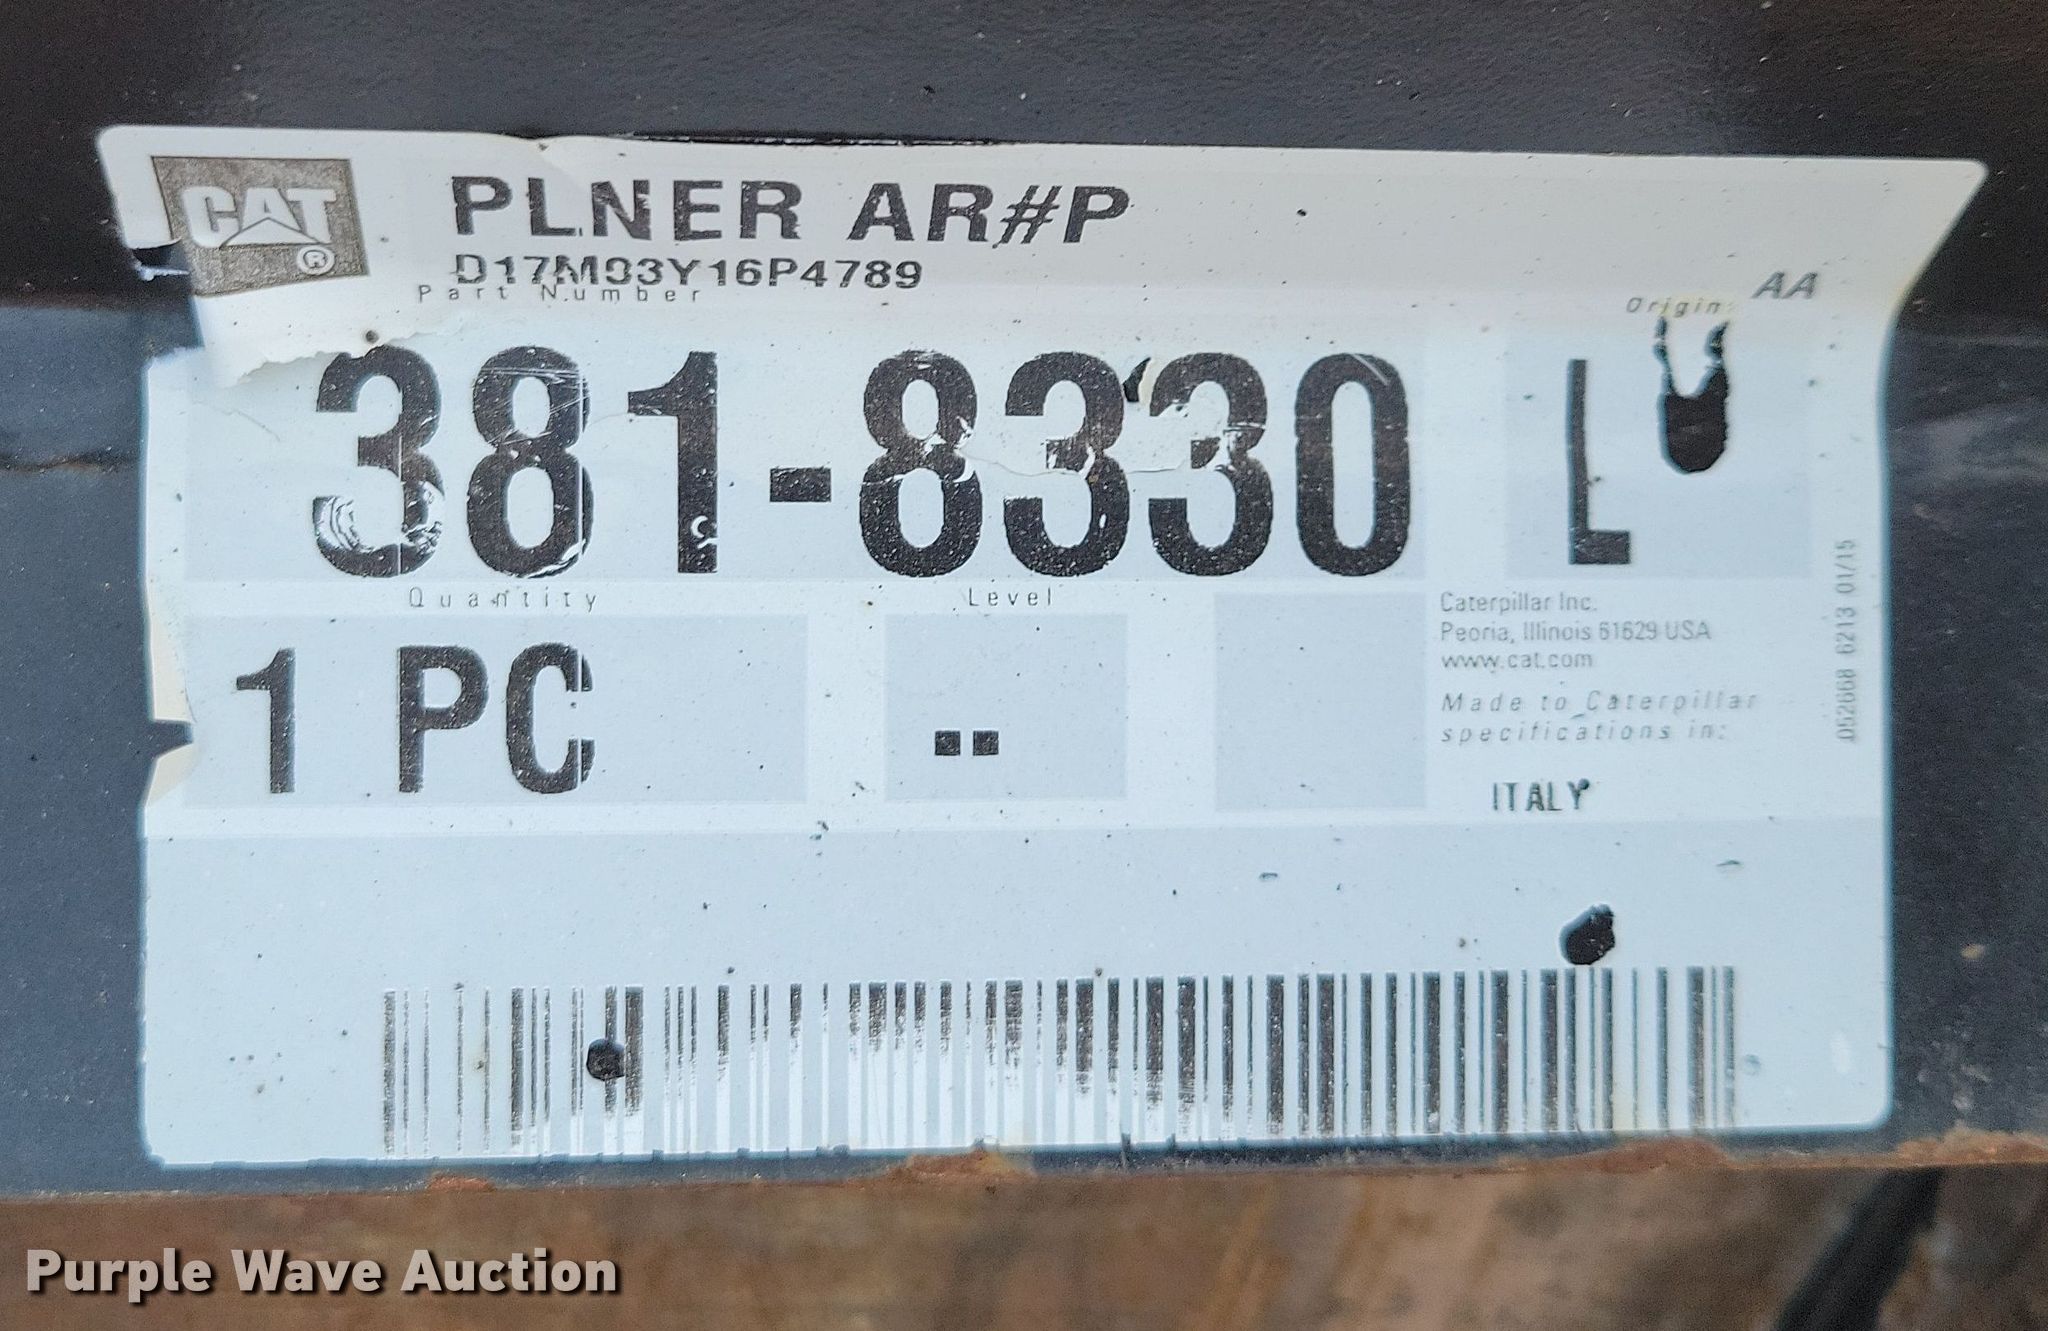 CAT ®
PLNER AR#P
D17M03Y16P4789
Part Number
Origin: AA
381-8330 L
Quantity Level
1 PC --
Caterpillar Inc.
Peoria, Illinois 61629 USA
www.cat.com
Made to Caterpillar
specifications in:
ITALY
052668 6213 01/15
Purple Wave Auction